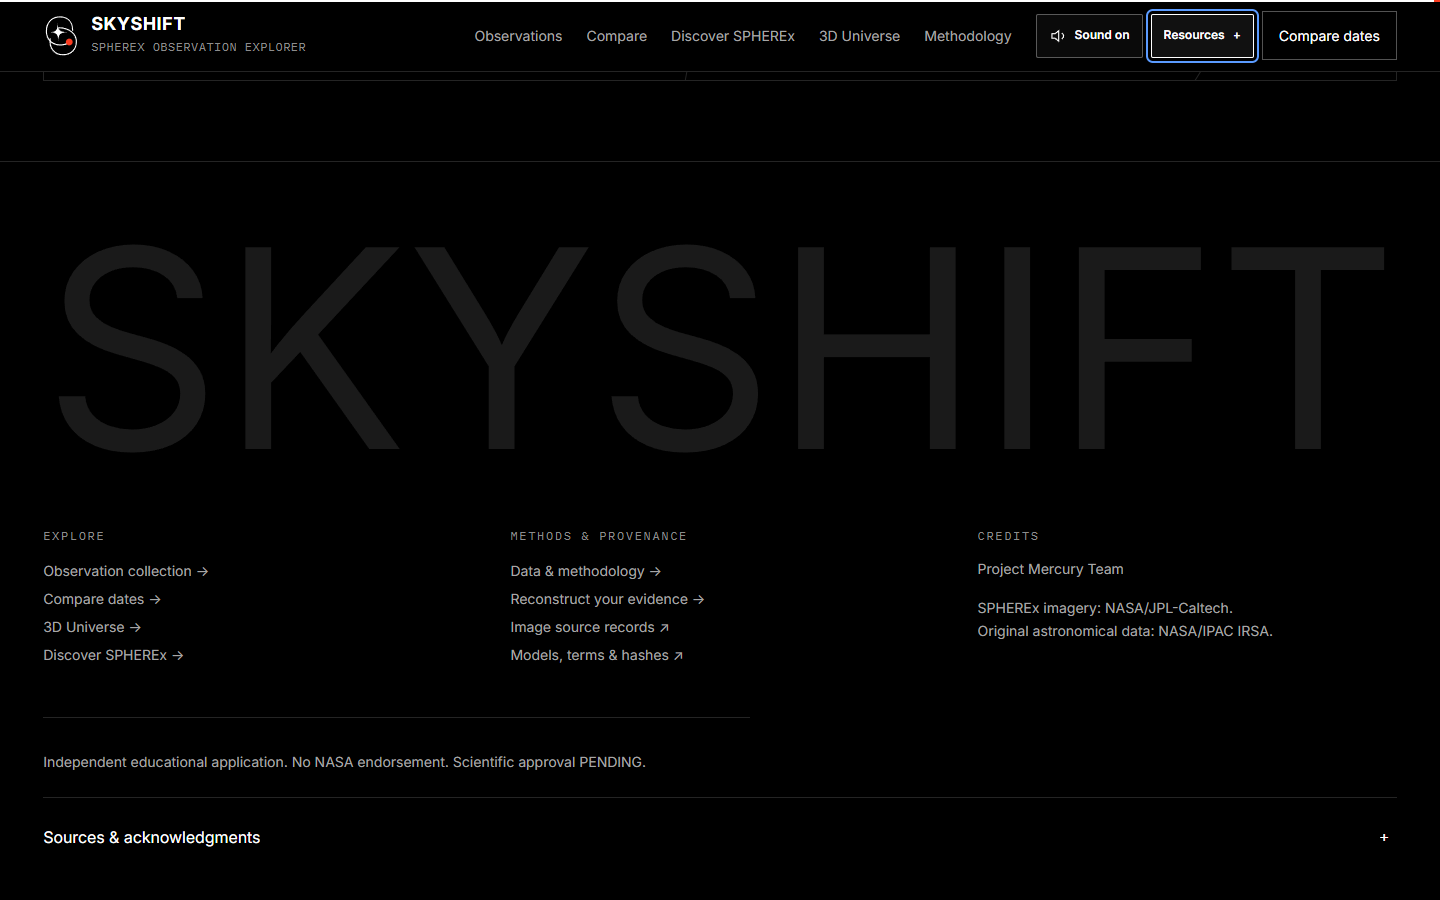 SKYSHIFT
SPHEREX OBSERVATION EXPLORER
Observations
Compare
Discover SPHEREx
3D Universe
Methodology
Sound on
Resources +
Compare dates
SKYSHIFT
EXPLORE
Observation collection →
Compare dates →
3D Universe →
Discover SPHEREx →
METHODS & PROVENANCE
Data & methodology →
Reconstruct your evidence →
Image source records ↗
Models, terms & hashes ↗
CREDITS
Project Mercury Team
SPHEREx imagery: NASA/JPL-Caltech.
Original astronomical data: NASA/IPAC IRSA.
Independent educational application. No NASA endorsement. Scientific approval PENDING.
Sources & acknowledgments +